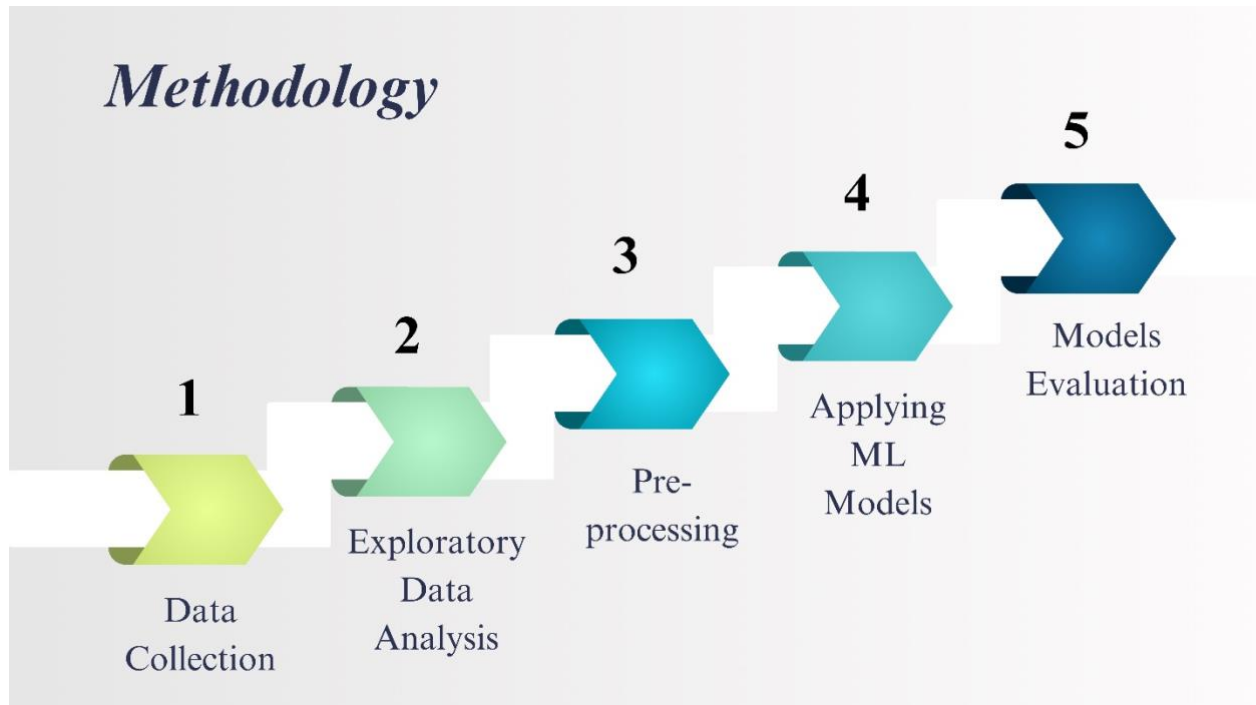 Methodology
1
Data
Collection
2
Exploratory
Data
Analysis
3
Pre-
processing
4
Applying
ML
Models
5
Models
Evaluation